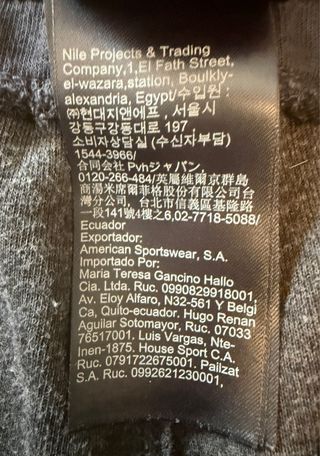 Nile Projects & Trading
Company,1,El Fath Street,
el-wazara,station, Boulkly-
alexandria, Egypt/수입원 :
㈜현대지앤에프 , 서울시
강동구강동대로 197 ,
소비자상담실 (수신자부담)
1544-3966/
合同会社 Pvhジャパン,
0120-266-484/英屬維爾京群島
商湯米席爾菲格股份有限公司台
灣分公司, 台北市信義區基隆路
一段141號4樓之6,02-7718-5088/
Ecuador
Exportador:
American Sportswear, S.A.
Importado Por;
Maria Teresa Gancino Hallo
Cia. Ltda. Ruc. 0990829918001,
Av. Eloy Alfaro, N32-561 Y Belgi
Ca, Quito-ecuador. Hugo Renan
Aguilar Sotomayor, Ruc. 07033
76517001. Luis Vargas, Nte-
Inen-1875. House Sport C.A.
Ruc. 0791722675001. Pailzat
S.A. Ruc. 0992621230001,